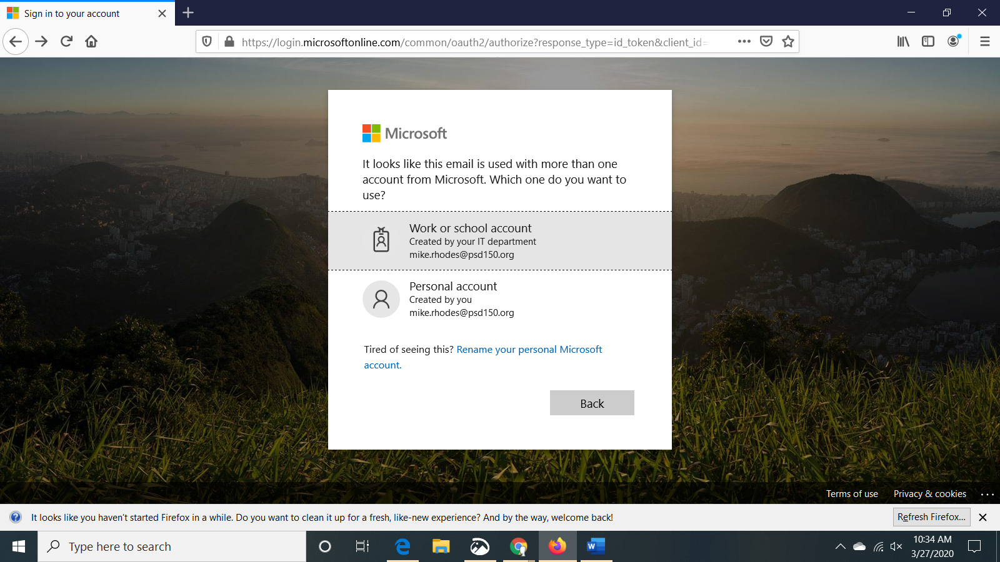 Sign in to your account
https://login.microsoftonline.com/common/oauth2/authorize?response_type=id_token&client_id=
Microsoft
It looks like this email is used with more than one
account from Microsoft. Which one do you want to
use?
Work or school account
Created by your IT department
mike.rhodes@psd150.org
Personal account
Created by you
mike.rhodes@psd150.org
Tired of seeing this? Rename your personal Microsoft
account.
Back
Terms of use Privacy & cookies ...
It looks like you haven't started Firefox in a while. Do you want to clean it up for a fresh, like-new experience? And by the way, welcome back!
Refresh Firefox...
Type here to search
10:34 AM
3/27/2020